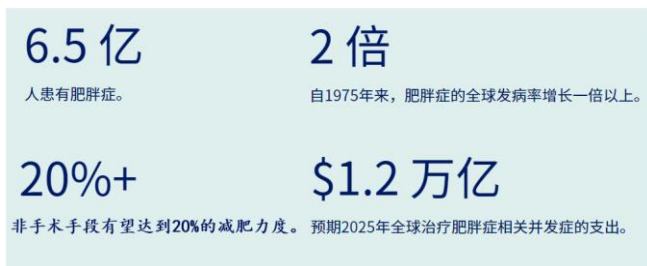 6.5 亿
2 倍
人患有肥胖症。
自1975年来，肥胖症的全球发病率增长一倍以上。
20%+
$1.2 万亿
非手术手段有望达到20%的减肥力度。
预期2025年全球治疗肥胖症相关并发症的支出。